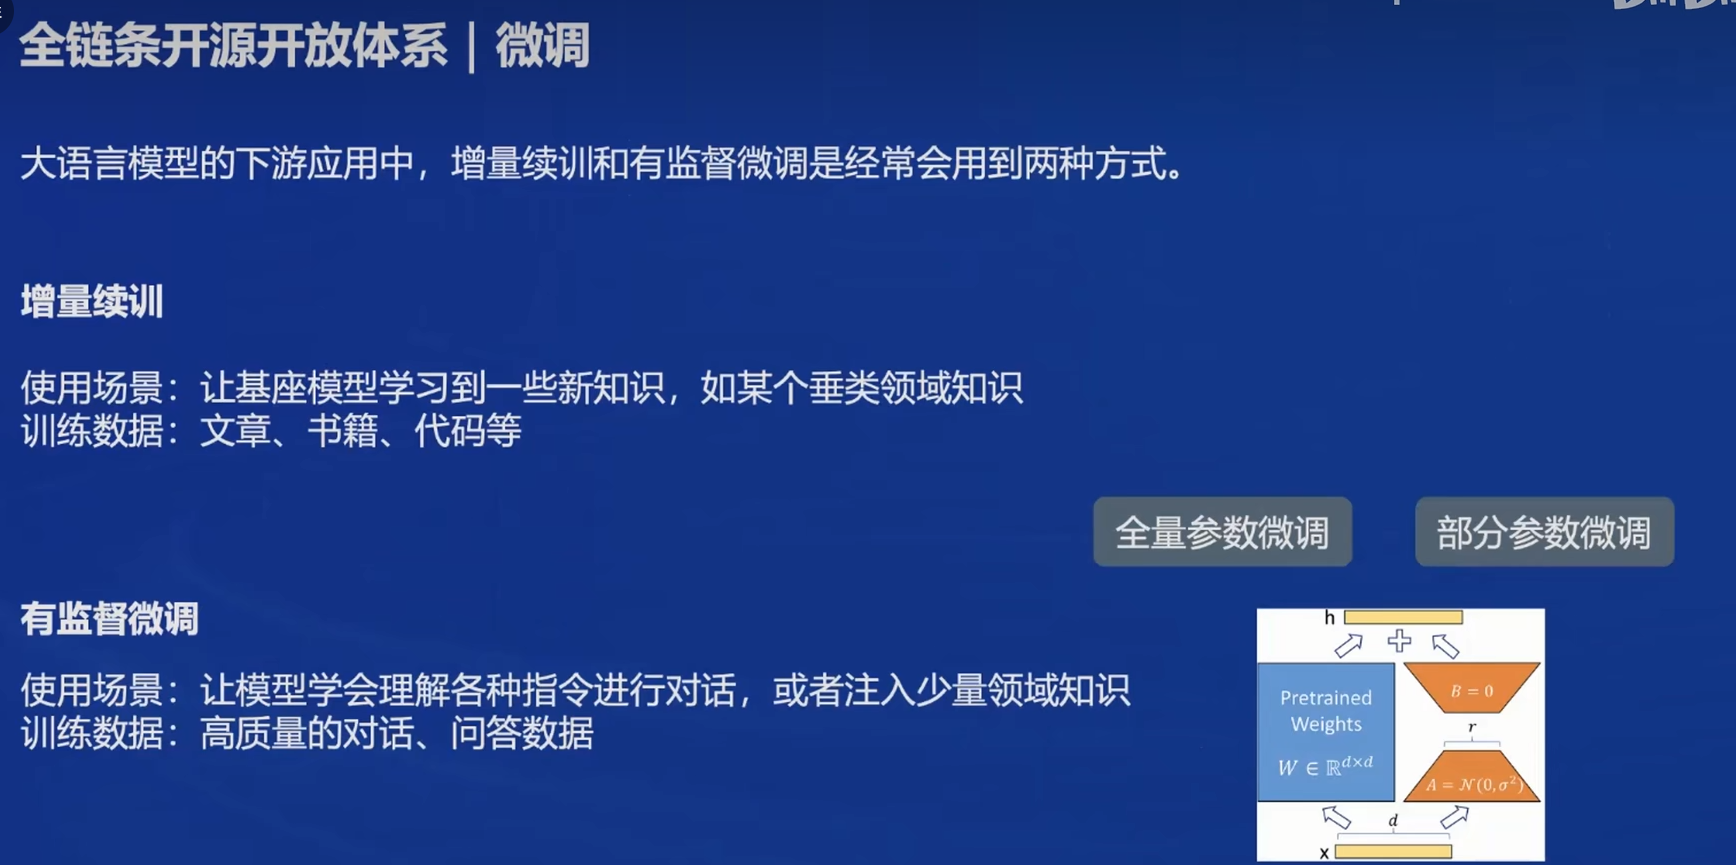 全链条开源开放体系｜微调
大语言模型的下游应用中，增量续训和有监督微调是经常会用到两种方式。
增量续训
使用场景：让基座模型学习到一些新知识，如某个垂类领域知识
训练数据：文章、书籍、代码等
全量参数微调
部分参数微调
有监督微调
使用场景：让模型学会理解各种指令进行对话，或者注入少量领域知识
训练数据：高质量的对话、问答数据
h
Pretrained
Weights
W ∈ ℝ^{d×d}
B = 0
r
A = 𝒩(0, σ²)
d
x